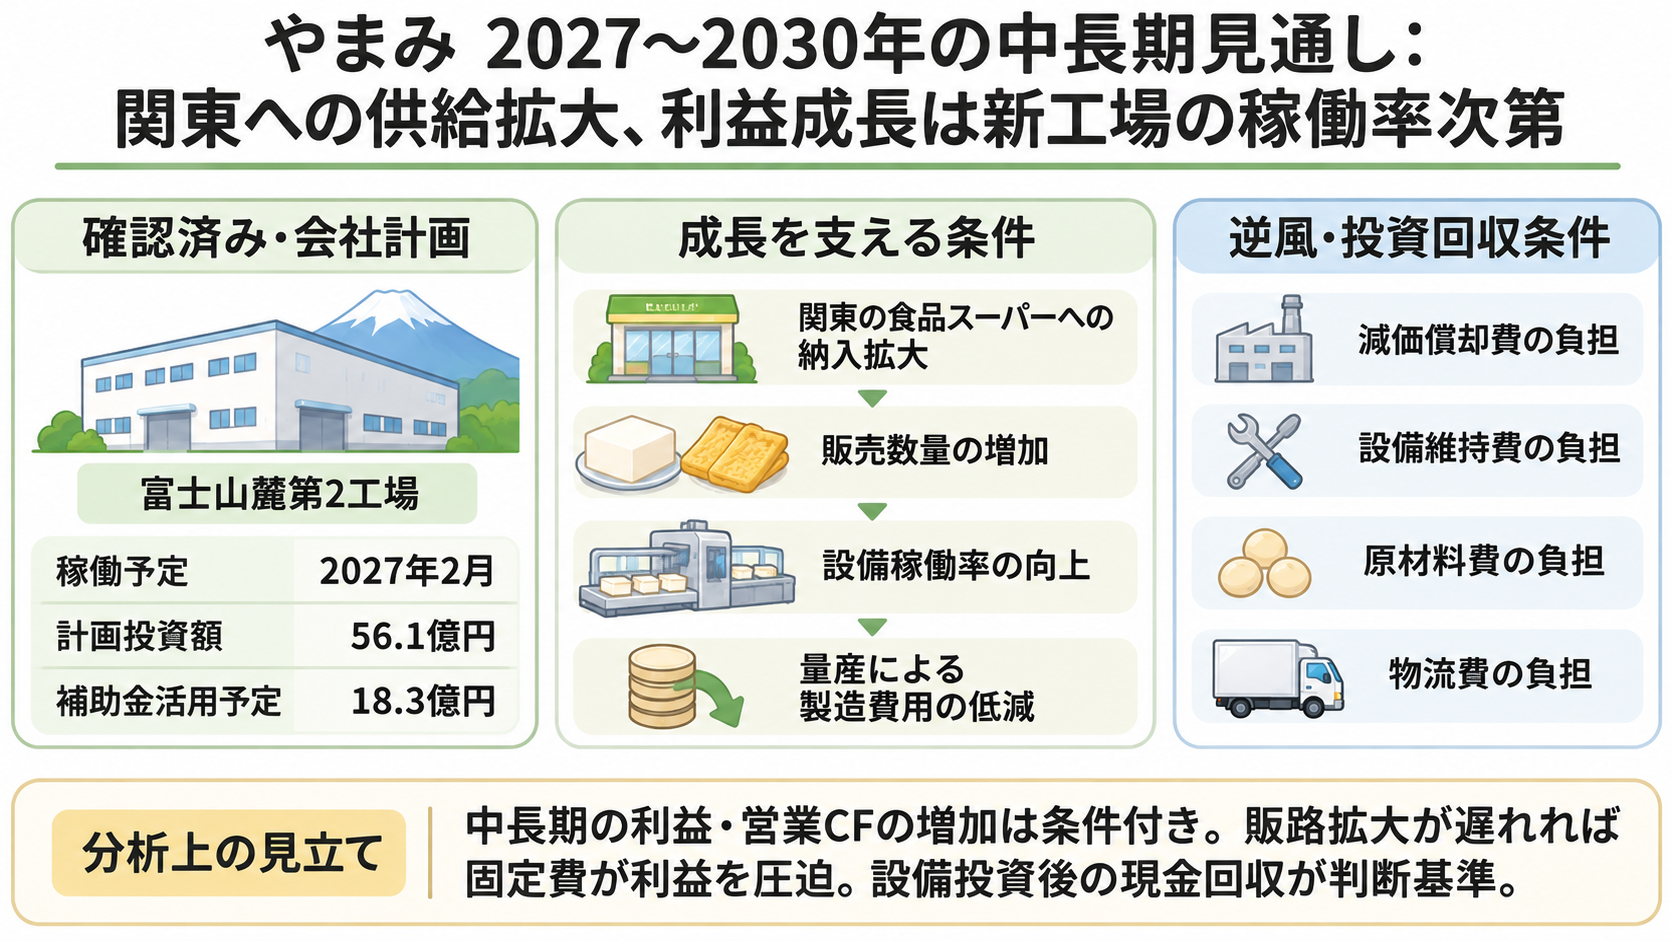 やまみ 2027〜2030年の中長期見通し：
関東への供給拡大、利益成長は新工場の稼働率次第
確認済み・会社計画
富士山麓第2工場
稼働予定 2027年2月
計画投資額 56.1億円
補助金活用予定 18.3億円
成長を支える条件
関東の食品スーパーへの
納入拡大
販売数量の増加
設備稼働率の向上
量産による
製造費用の低減
逆風・投資回収条件
減価償却費の負担
設備維持費の負担
原材料費の負担
物流費の負担
分析上の見立て
中長期の利益・営業CFの増加は条件付き。販路拡大が遅れれば
固定費が利益を圧迫。設備投資後の現金回収が判断基準。